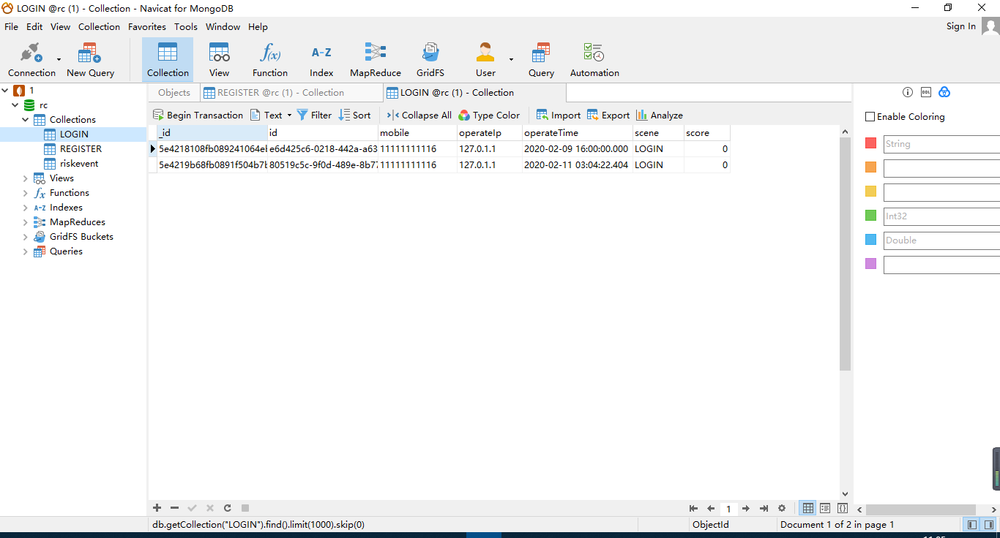 LOGIN @rc (1) - Collection - Navicat for MongoDB
File Edit View Collection Favorites Tools Window Help
Sign In
Connection New Query Collection View Function Index MapReduce GridFS User Query Automation
f(x) A-Z
1
rc
Collections
LOGIN
REGISTER
riskevent
Views
Functions
Indexes
MapReduces
GridFS Buckets
Queries
Objects REGISTER @rc (1) - Collection LOGIN @rc (1) - Collection
Begin Transaction Text Filter Sort Collapse All Type Color Import Export Analyze
_id id mobile operateIp operateTime scene score
5e4218108fb089241064e e6d425c6-0218-442a-a63 11111111116 127.0.1.1 2020-02-09 16:00:00.000 LOGIN 0
5e4219b68fb0891f504b7 80519c5c-9f0d-489e-8b77 11111111116 127.0.1.1 2020-02-11 03:04:22.404 LOGIN 0
DDL
Enable Coloring
String
Int32
Double
1
db.getCollection("LOGIN").find().limit(1000).skip(0) ObjectId Document 1 of 2 in page 1